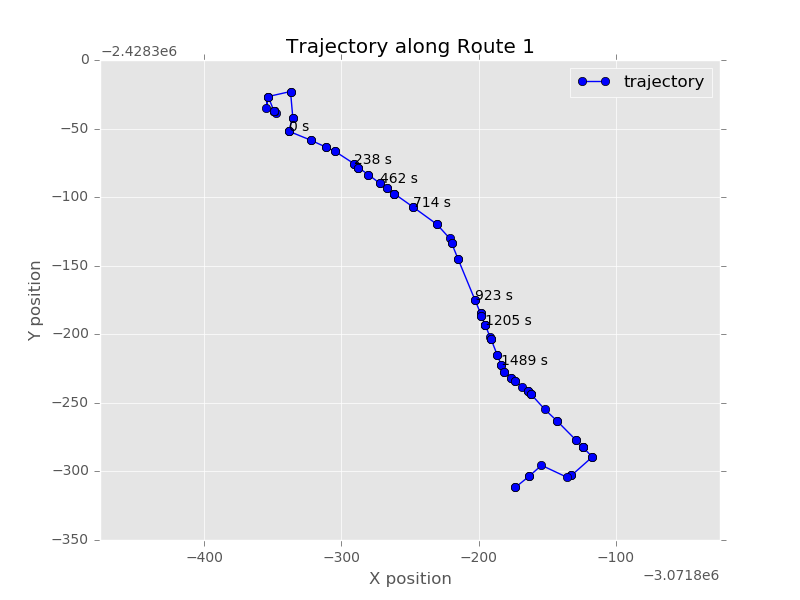 Trajectory along Route 1
−2.4283e6
trajectory
0 s
238 s
462 s
714 s
923 s
1205 s
1489 s
0
−50
−100
−150
−200
−250
−300
−350
Y position
−400
−300
−200
−100
X position
−3.0718e6